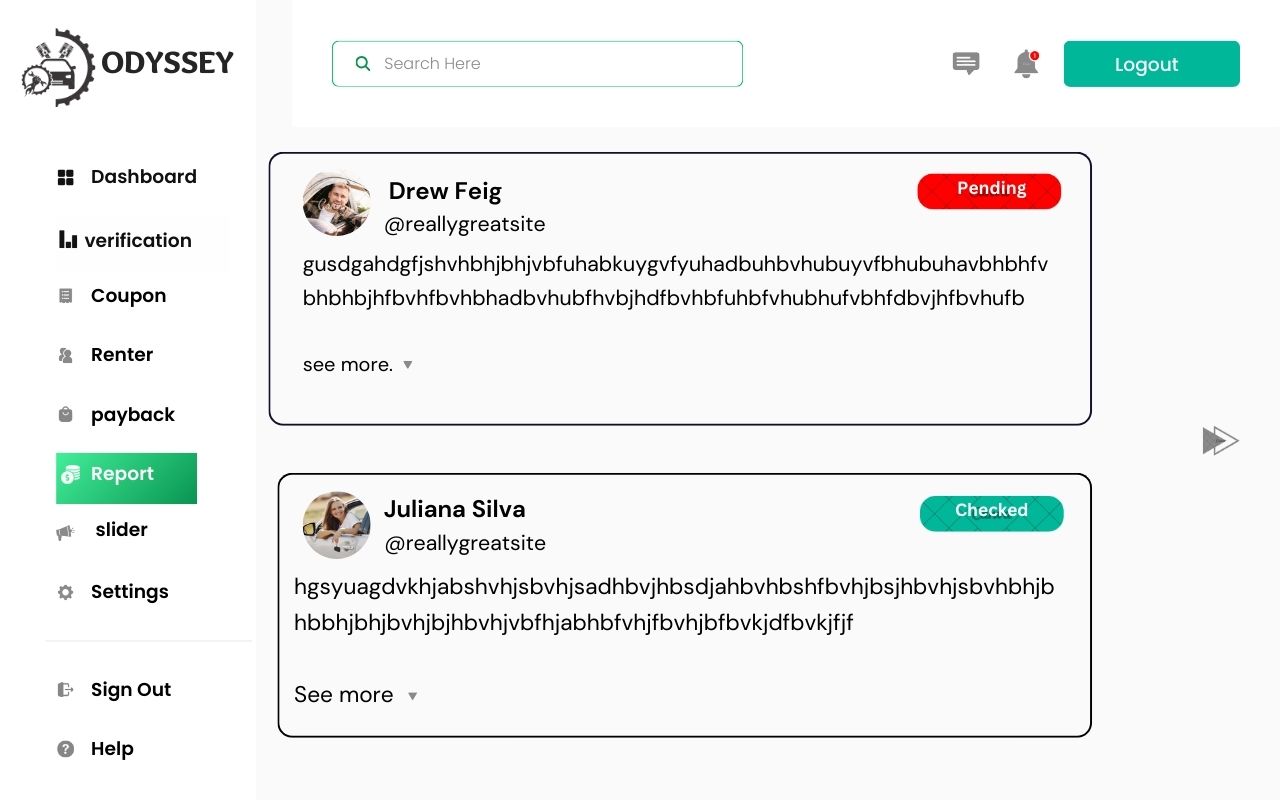 ODYSSEY
Search Here
Logout
Dashboard
verification
Coupon
Renter
payback
Report
slider
Settings
Sign Out
Help
Drew Feig
Pending
@reallygreatsite
gusdgahdgfjshvhbhjbhjvbfuhabkuygvfyuhadbuhbvhubuyvfbhubuhavbhbhfv
bhbhbjhfbvhfbvhbhadbvhubfhvbjhdfbvhbfuhbfvhubhufvbhfdbvjhfbvhufb
see more.
Juliana Silva
Checked
@reallygreatsite
hgsyuagdvkhjabshvhjsbvhjsadhbvjhbsdjahbvhbshfbvhjbsjhbvhjsbvhbhjb
hbbhjbhjbvhjbjhbvhjvbfhjabhbfvhjfbvhjbfbvkjdfbvkjfjf
See more